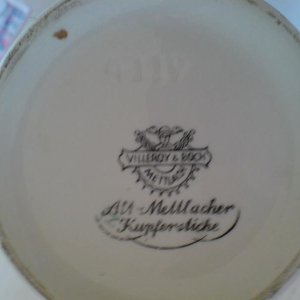 VILLEROY & BOCH
METTLACH
Alt-Mettlacher
Kupferstiche